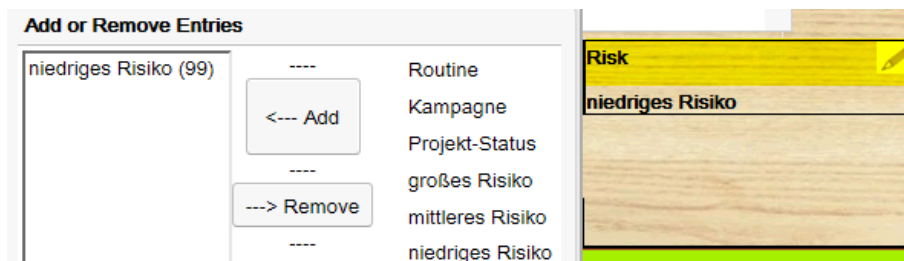 Add or Remove Entries
niedriges Risiko (99)
----
<--- Add
----
---> Remove
----
Routine
Kampagne
Projekt-Status
großes Risiko
mittleres Risiko
niedriges Risiko
Risk
niedriges Risiko